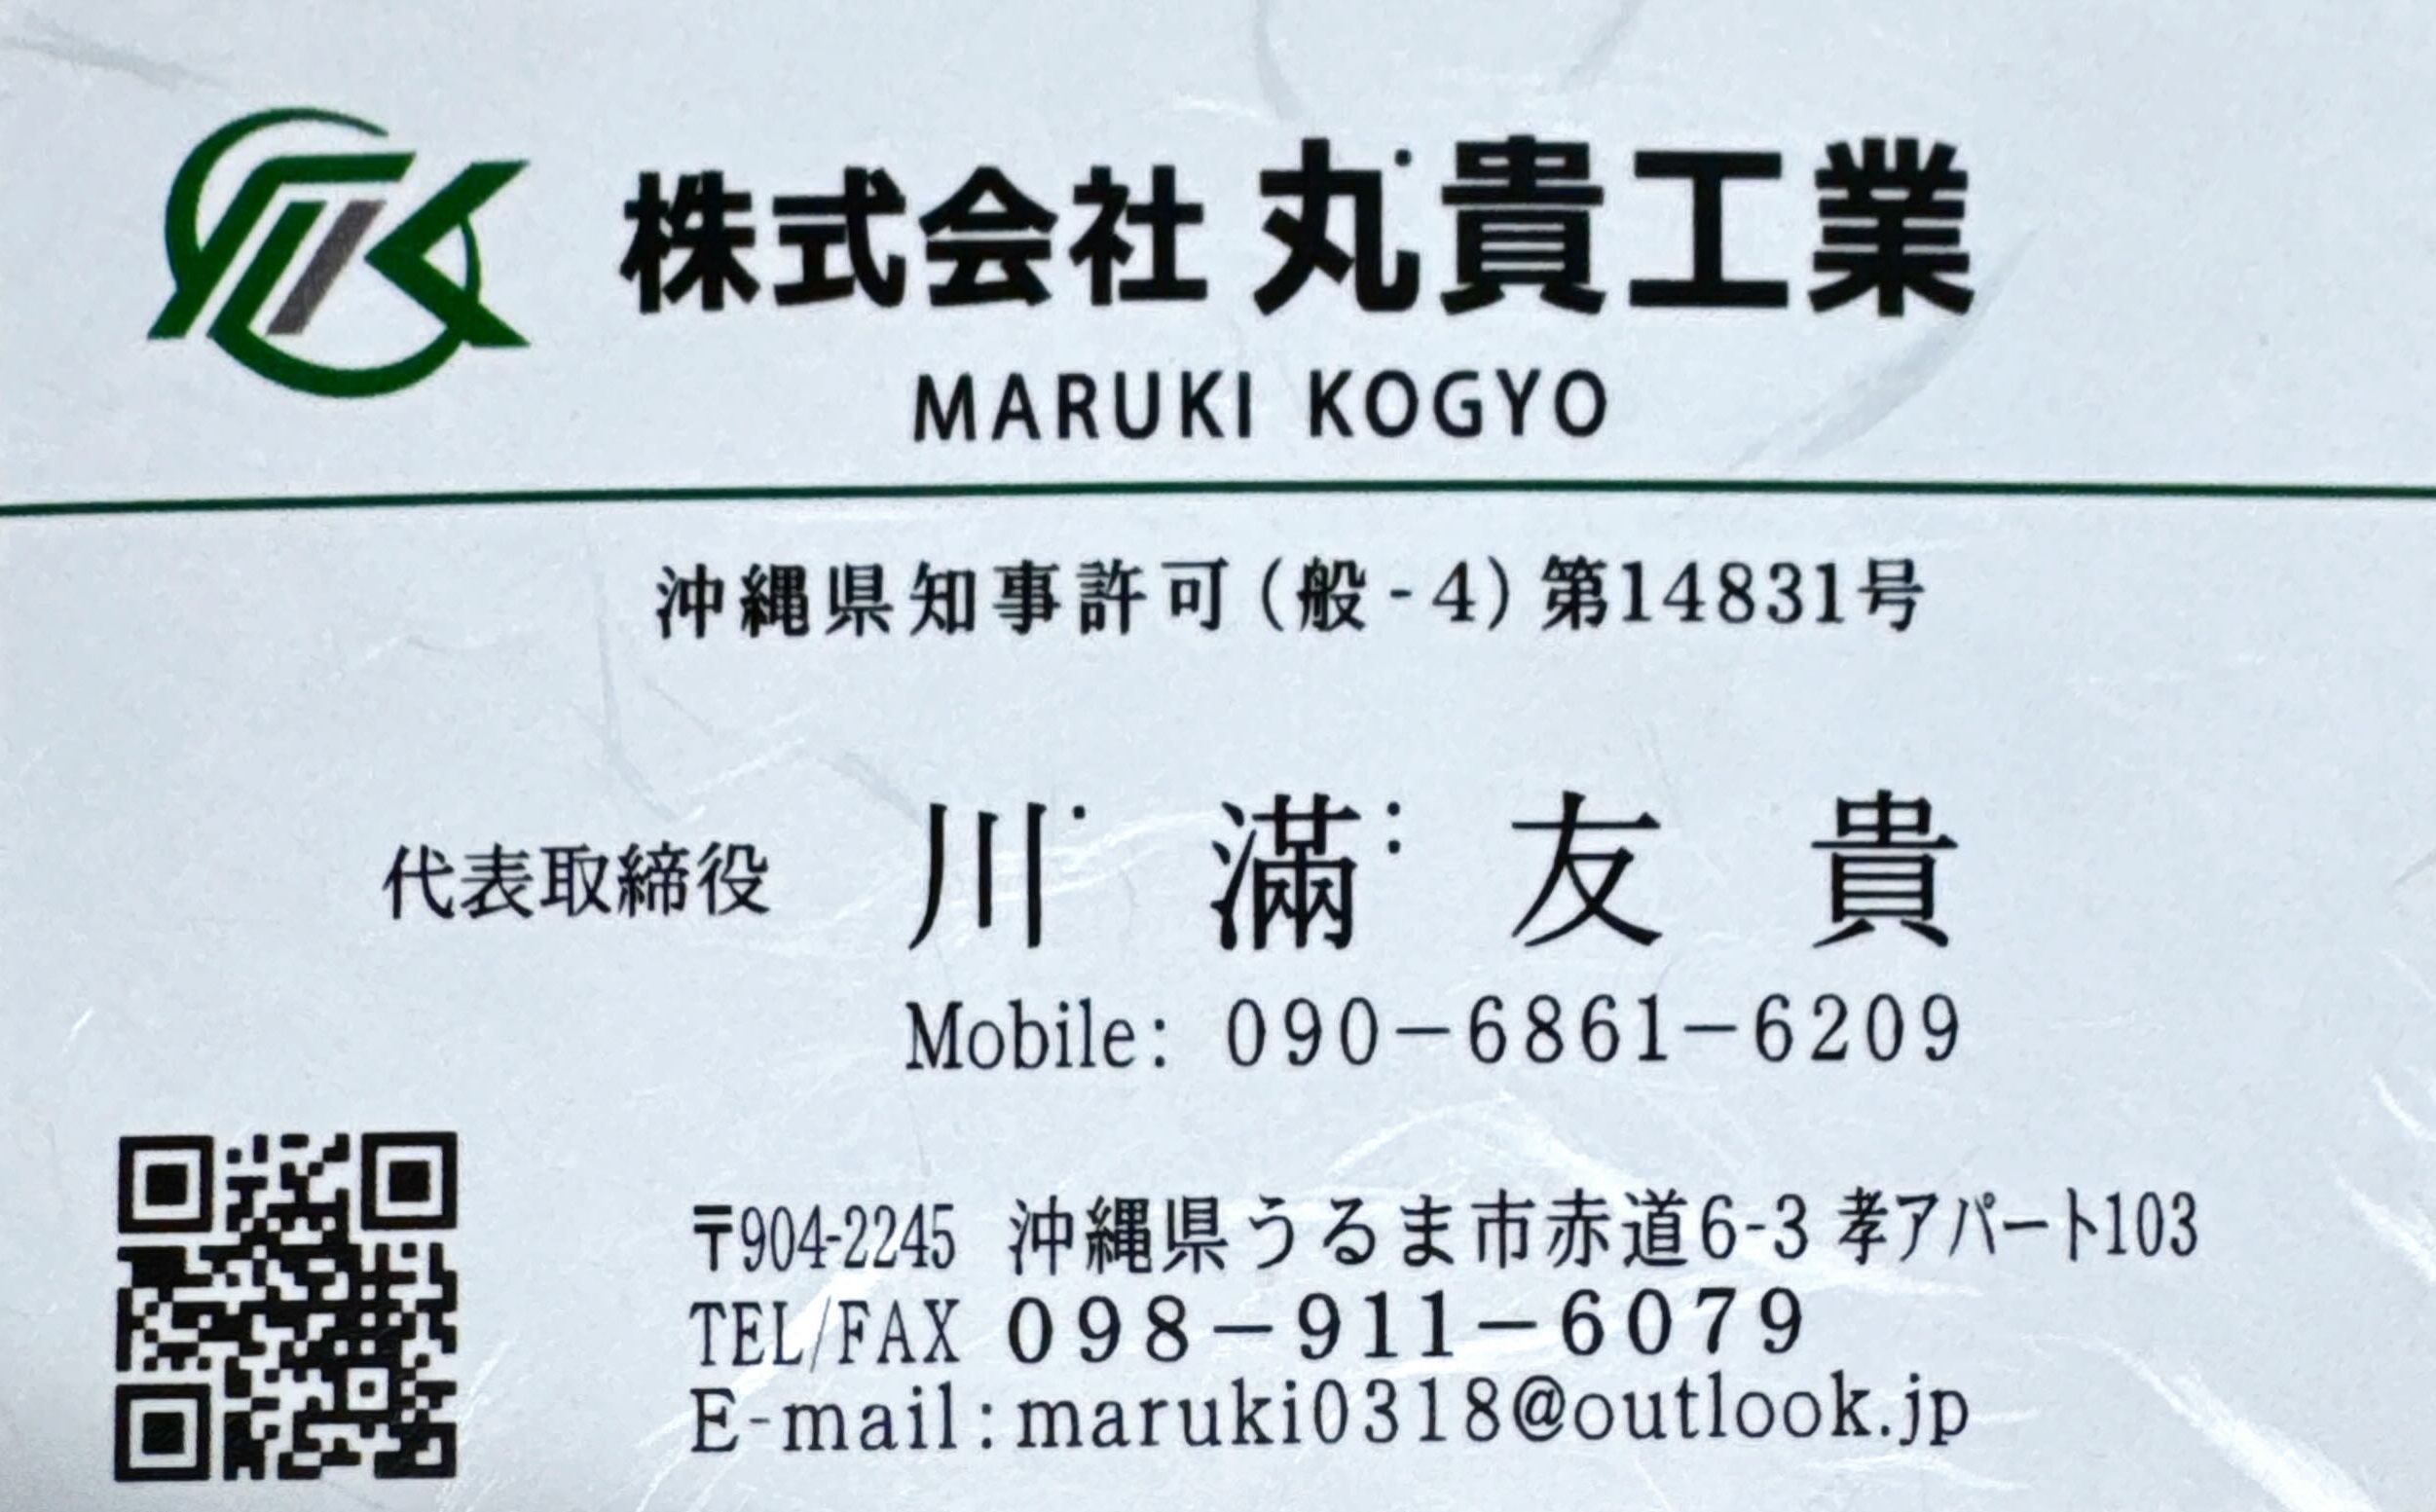 株式会社 丸貴工業
MARUKI KOGYO
沖縄県知事許可(般-4)第14831号
代表取締役 川 滿 友 貴
Mobile: 090-6861-6209
〒904-2245 沖縄県うるま市赤道6-3 孝アパート103
TEL/FAX 098-911-6079
E-mail:maruki0318@outlook.jp